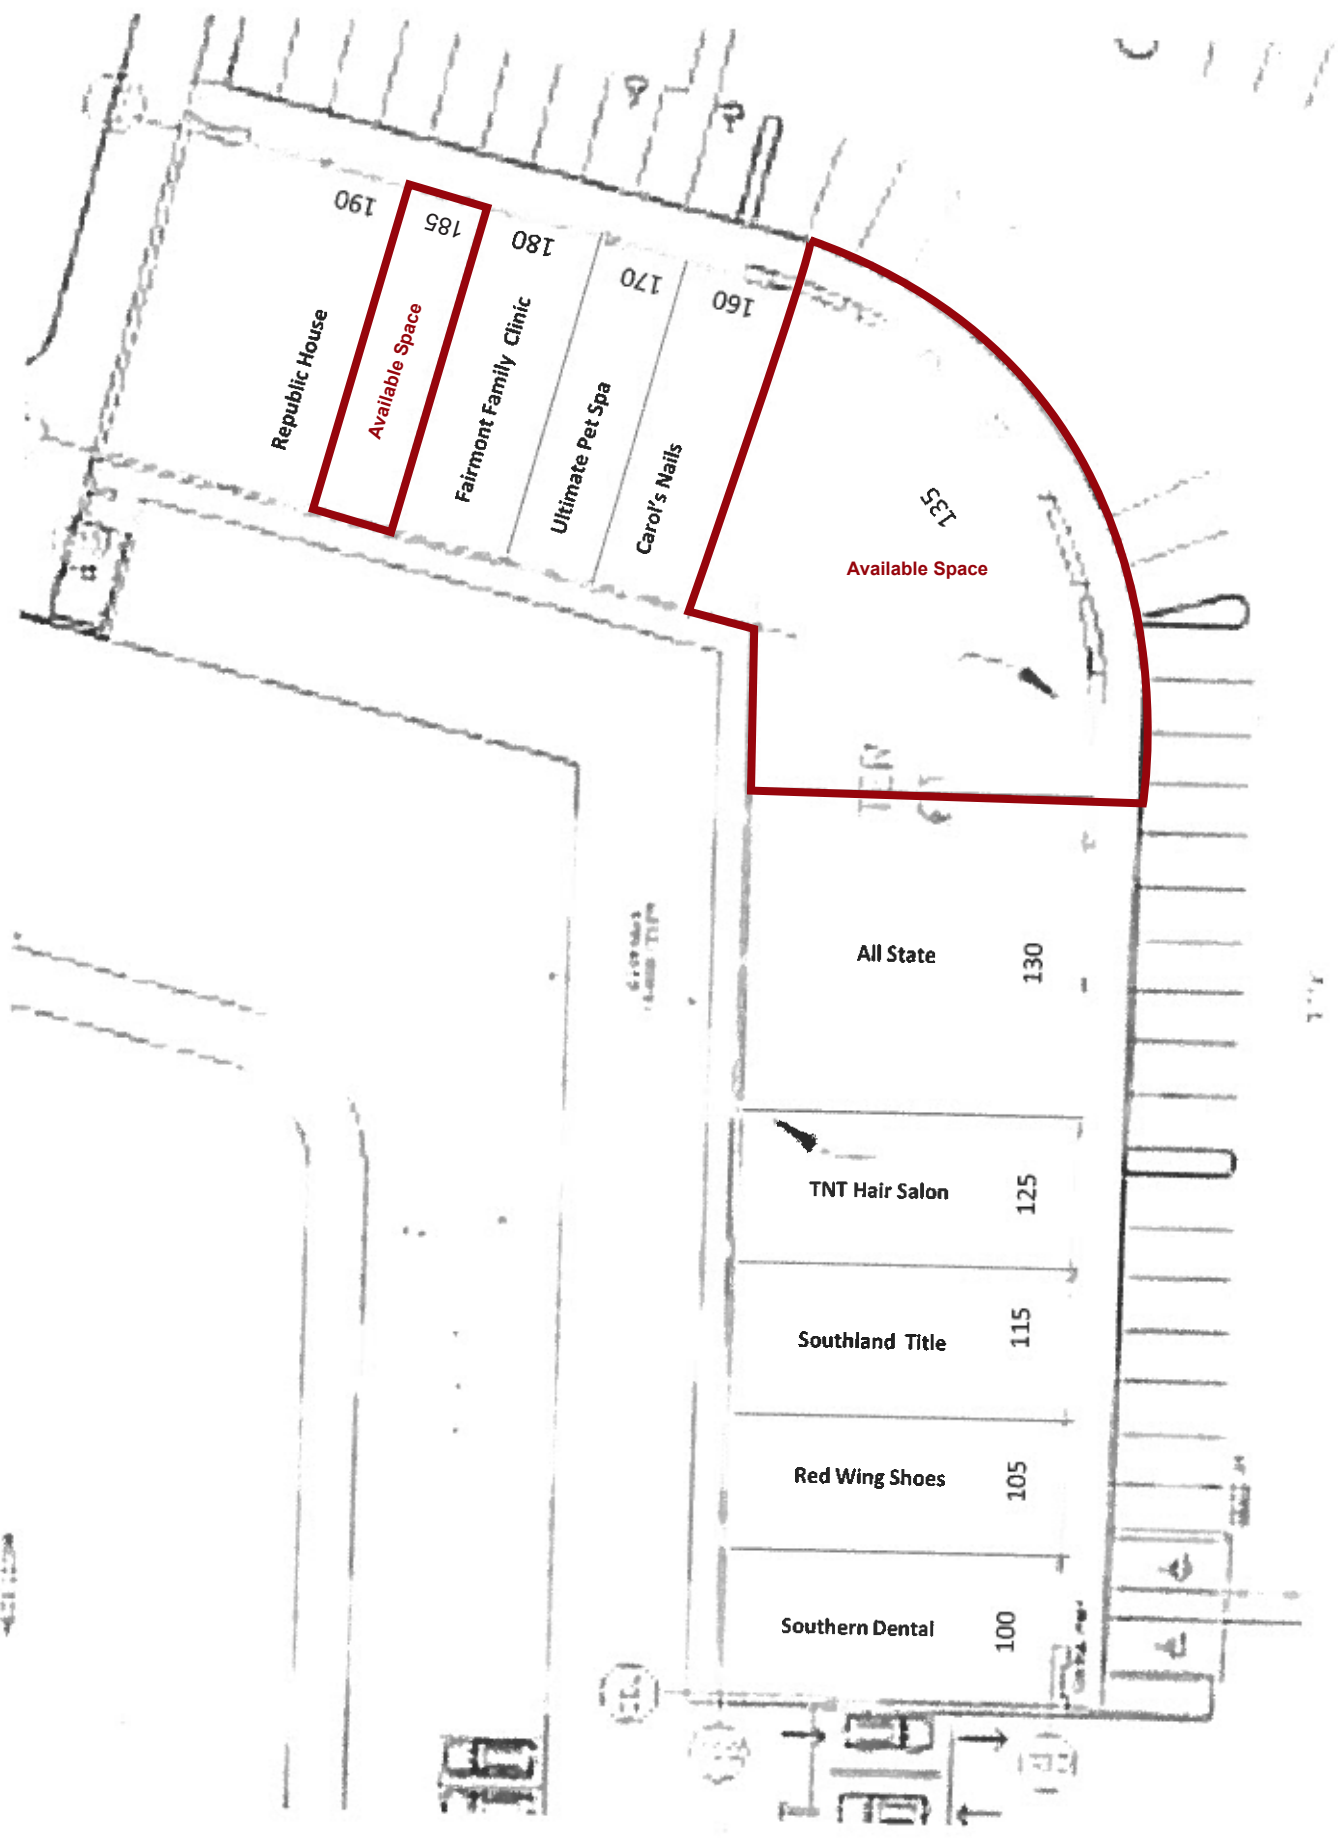 190
185
180
170
160
Republic House
Available Space
Fairmont Family Clinic
Ultimate Pet Spa
Carol's Nails
135
Available Space
All State
130
TNT Hair Salon
125
Southland Title
115
Red Wing Shoes
105
Southern Dental
100